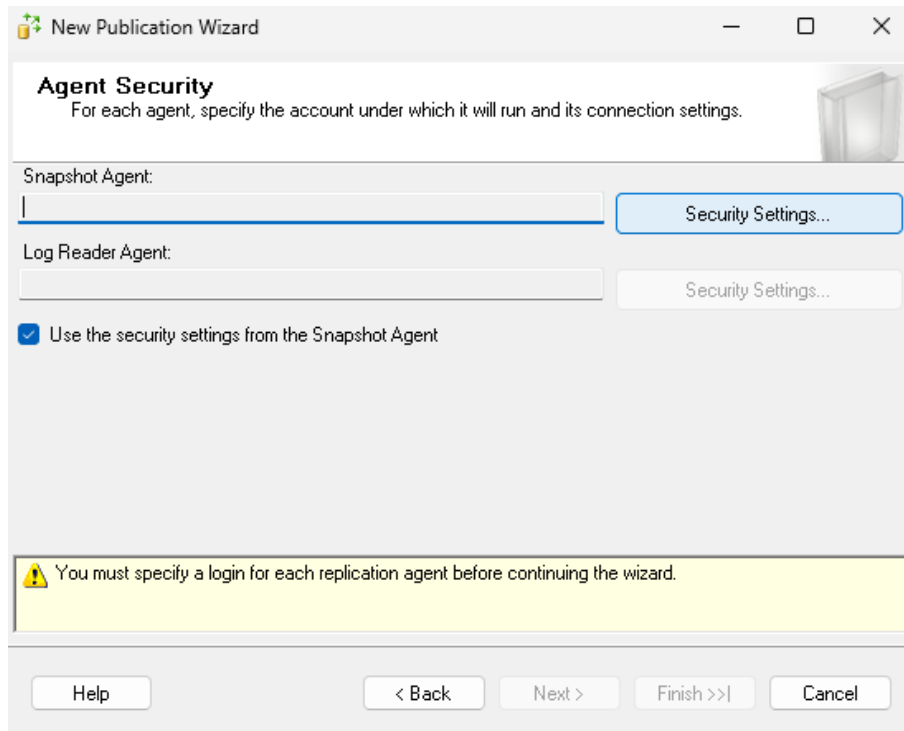 New Publication Wizard
Agent Security
For each agent, specify the account under which it will run and its connection settings.
Snapshot Agent:
Security Settings...
Log Reader Agent:
Security Settings...
Use the security settings from the Snapshot Agent
You must specify a login for each replication agent before continuing the wizard.
Help
< Back
Next >
Finish >>|
Cancel